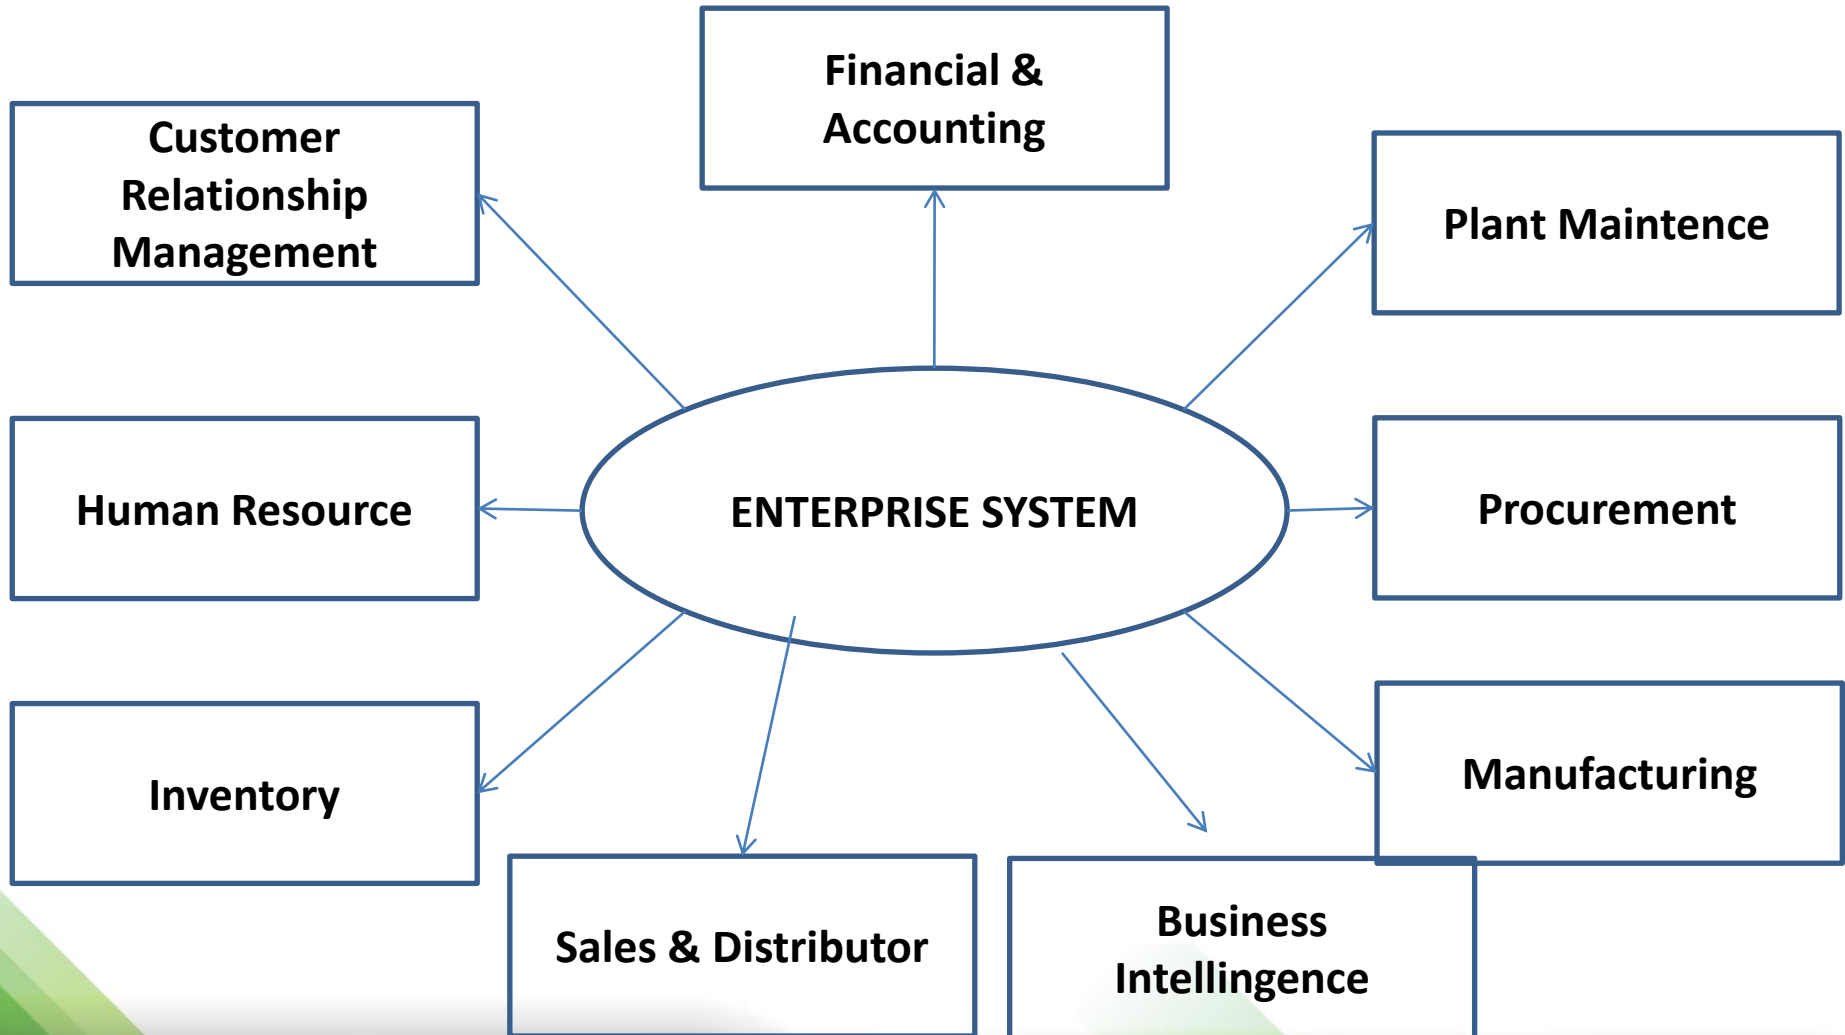 Financial &
Accounting
Customer
Relationship
Management
Plant Maintence
Human Resource
ENTERPRISE SYSTEM
Procurement
Inventory
Manufacturing
Sales & Distributor
Business
Intellingence